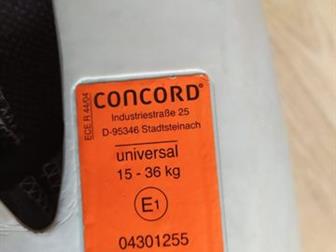 ECE R 44/04
CONCORD®
Industriestraße 25
D-95346 Stadtsteinach
universal
15 - 36 kg
E1
04301255